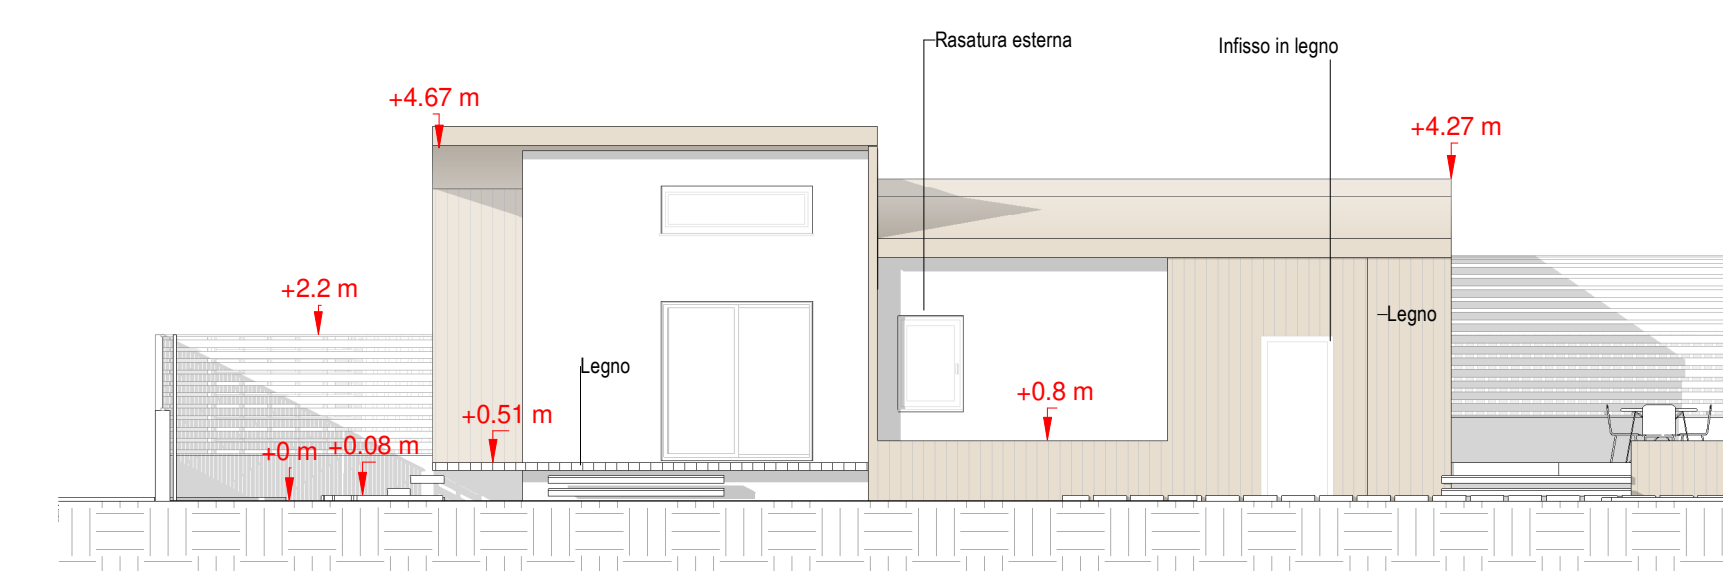 Rasatura esterna
Infisso in legno
+4.67 m
+4.27 m
+2.2 m
Legno
Legno
+0.8 m
+0.51 m
+0 m
+0.08 m